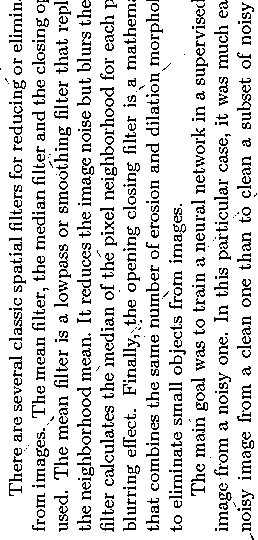 There are several classic spatial filters for reducing or elimin
from images. The mean filter, the median filter and the closing op
used. The mean filter is a lowpass or smoothing filter that repl
the neighborhood mean. It reduces the image noise but blurs the
filter calculates the median of the pixel neighborhood for each p
blurring effect. Finally, the opening closing filter is a mathema
that combines the same number of erosion and dilation morphol
to eliminate small objects from images.
The main goal was to train a neural network in a supervised
image from a noisy one. In this particular case, it was much ea
noisy image from a clean one than to clean a subset of noisy